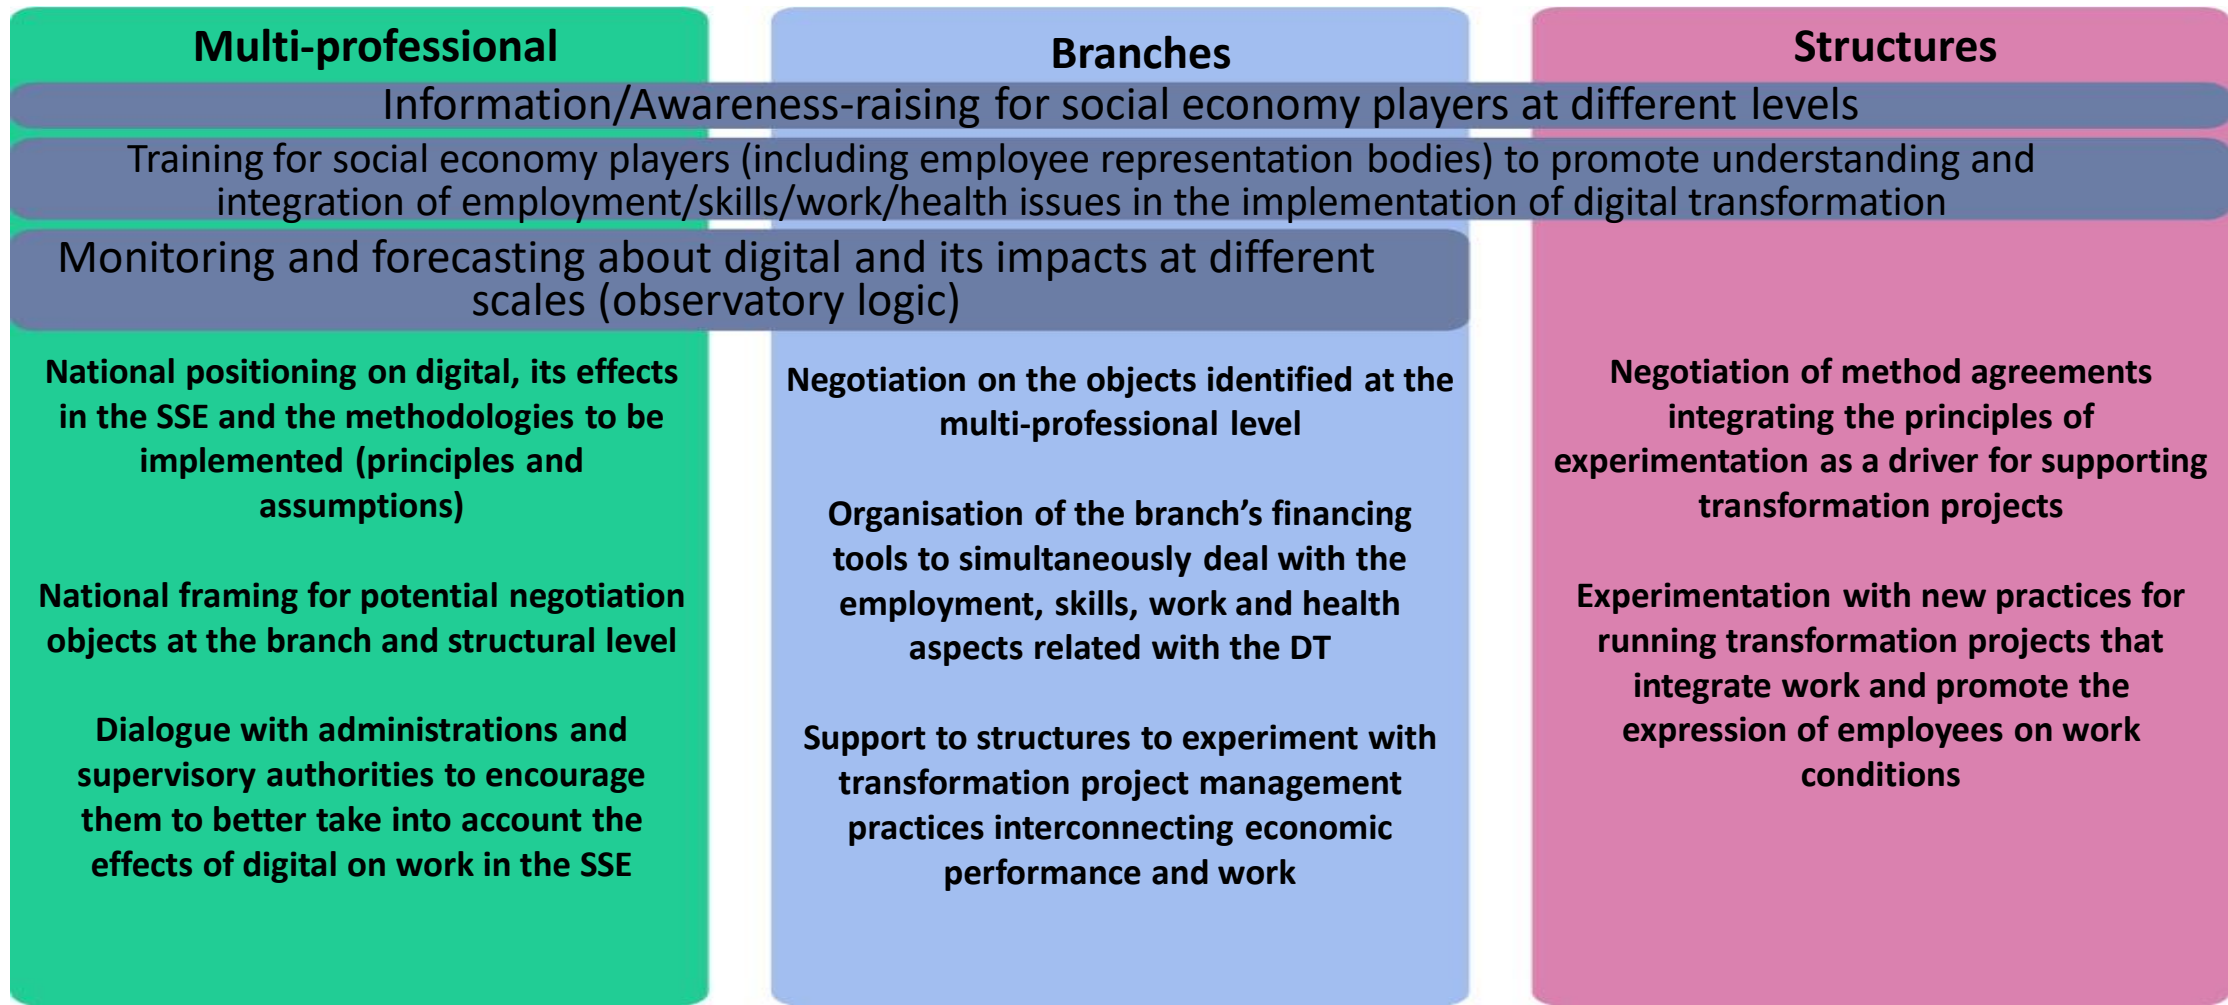 Multi-professional
Branches
Structures
Information/Awareness-raising for social economy players at different levels
Training for social economy players (including employee representation bodies) to promote understanding and
integration of employment/skills/work/health issues in the implementation of digital transformation
Monitoring and forecasting about digital and its impacts at different
scales (observatory logic)
National positioning on digital, its effects
in the SSE and the methodologies to be
implemented (principles and
assumptions)
National framing for potential negotiation
objects at the branch and structural level
Dialogue with administrations and
supervisory authorities to encourage
them to better take into account the
effects of digital on work in the SSE
Negotiation on the objects identified at the
multi-professional level
Organisation of the branch’s financing
tools to simultaneously deal with the
employment, skills, work and health
aspects related with the DT
Support to structures to experiment with
transformation project management
practices interconnecting economic
performance and work
Negotiation of method agreements
integrating the principles of
experimentation as a driver for supporting
transformation projects
Experimentation with new practices for
running transformation projects that
integrate work and promote the
expression of employees on work
conditions